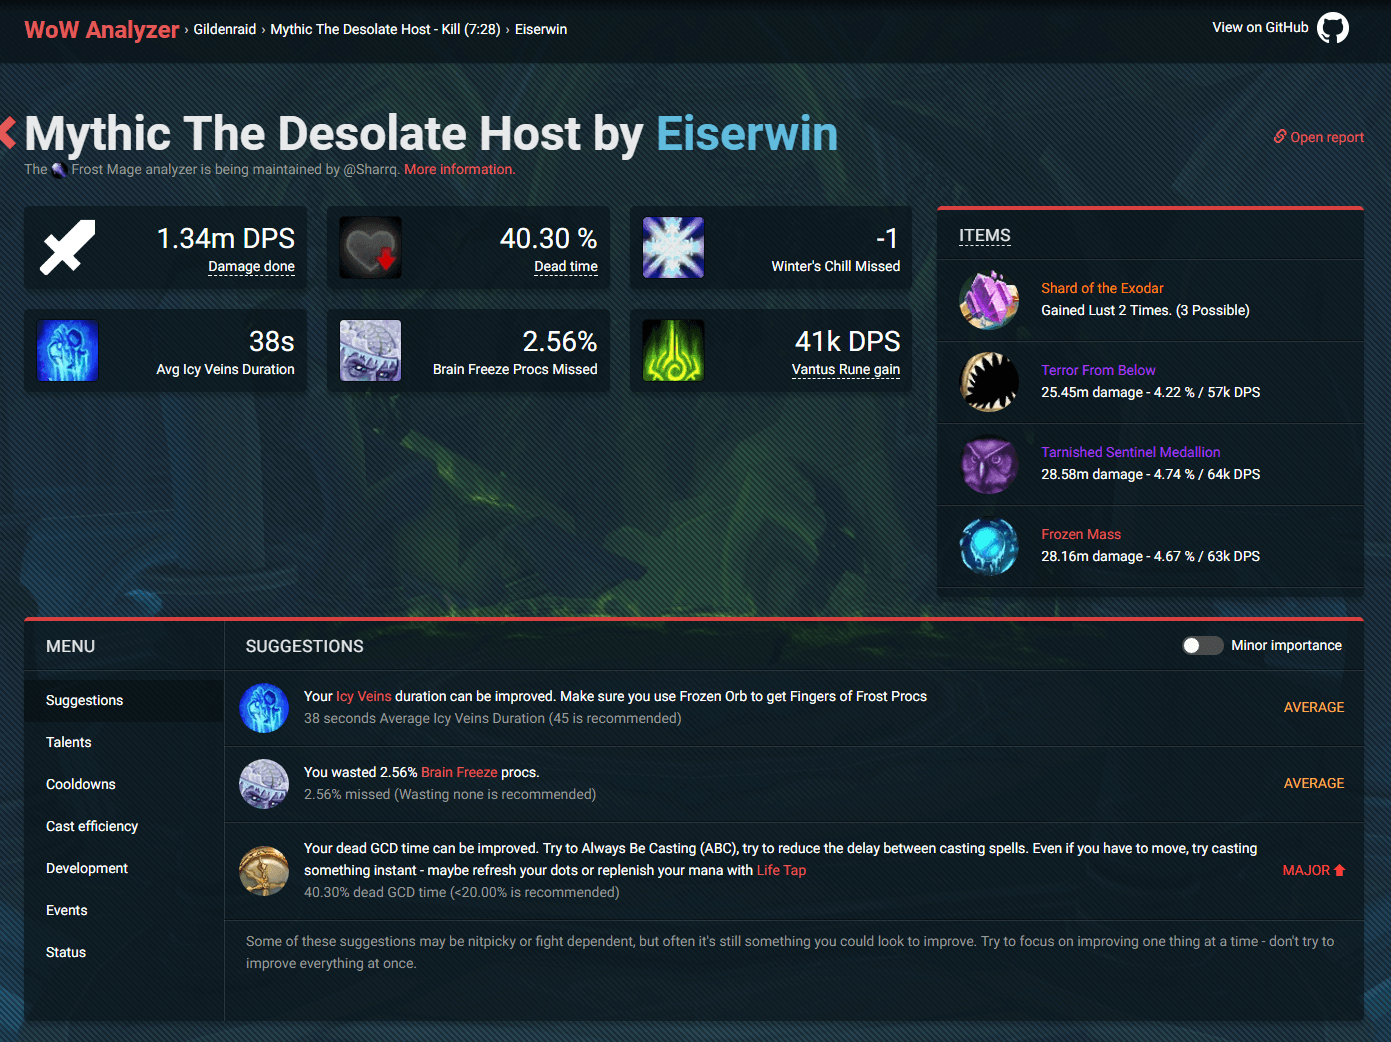 WoW Analyzer › Gildenraid › Mythic The Desolate Host - Kill (7:28) › Eiserwin
View on GitHub
Mythic The Desolate Host by Eiserwin
Open report
The Frost Mage analyzer is being maintained by @Sharrq. More information.
1.34m DPS
Damage done
40.30 %
Dead time
-1
Winter's Chill Missed
38s
Avg Icy Veins Duration
2.56%
Brain Freeze Procs Missed
41k DPS
Vantus Rune gain
ITEMS
Shard of the Exodar
Gained Lust 2 Times. (3 Possible)
Terror From Below
25.45m damage - 4.22 % / 57k DPS
Tarnished Sentinel Medallion
28.58m damage - 4.74 % / 64k DPS
Frozen Mass
28.16m damage - 4.67 % / 63k DPS
MENU
Suggestions
Talents
Cooldowns
Cast efficiency
Development
Events
Status
SUGGESTIONS
Minor importance
Your Icy Veins duration can be improved. Make sure you use Frozen Orb to get Fingers of Frost Procs
38 seconds Average Icy Veins Duration (45 is recommended)
AVERAGE
You wasted 2.56% Brain Freeze procs.
2.56% missed (Wasting none is recommended)
AVERAGE
Your dead GCD time can be improved. Try to Always Be Casting (ABC), try to reduce the delay between casting spells. Even if you have to move, try casting
something instant - maybe refresh your dots or replenish your mana with Life Tap
40.30% dead GCD time (<20.00% is recommended)
MAJOR
Some of these suggestions may be nitpicky or fight dependent, but often it's still something you could look to improve. Try to focus on improving one thing at a time - don't try to
improve everything at once.